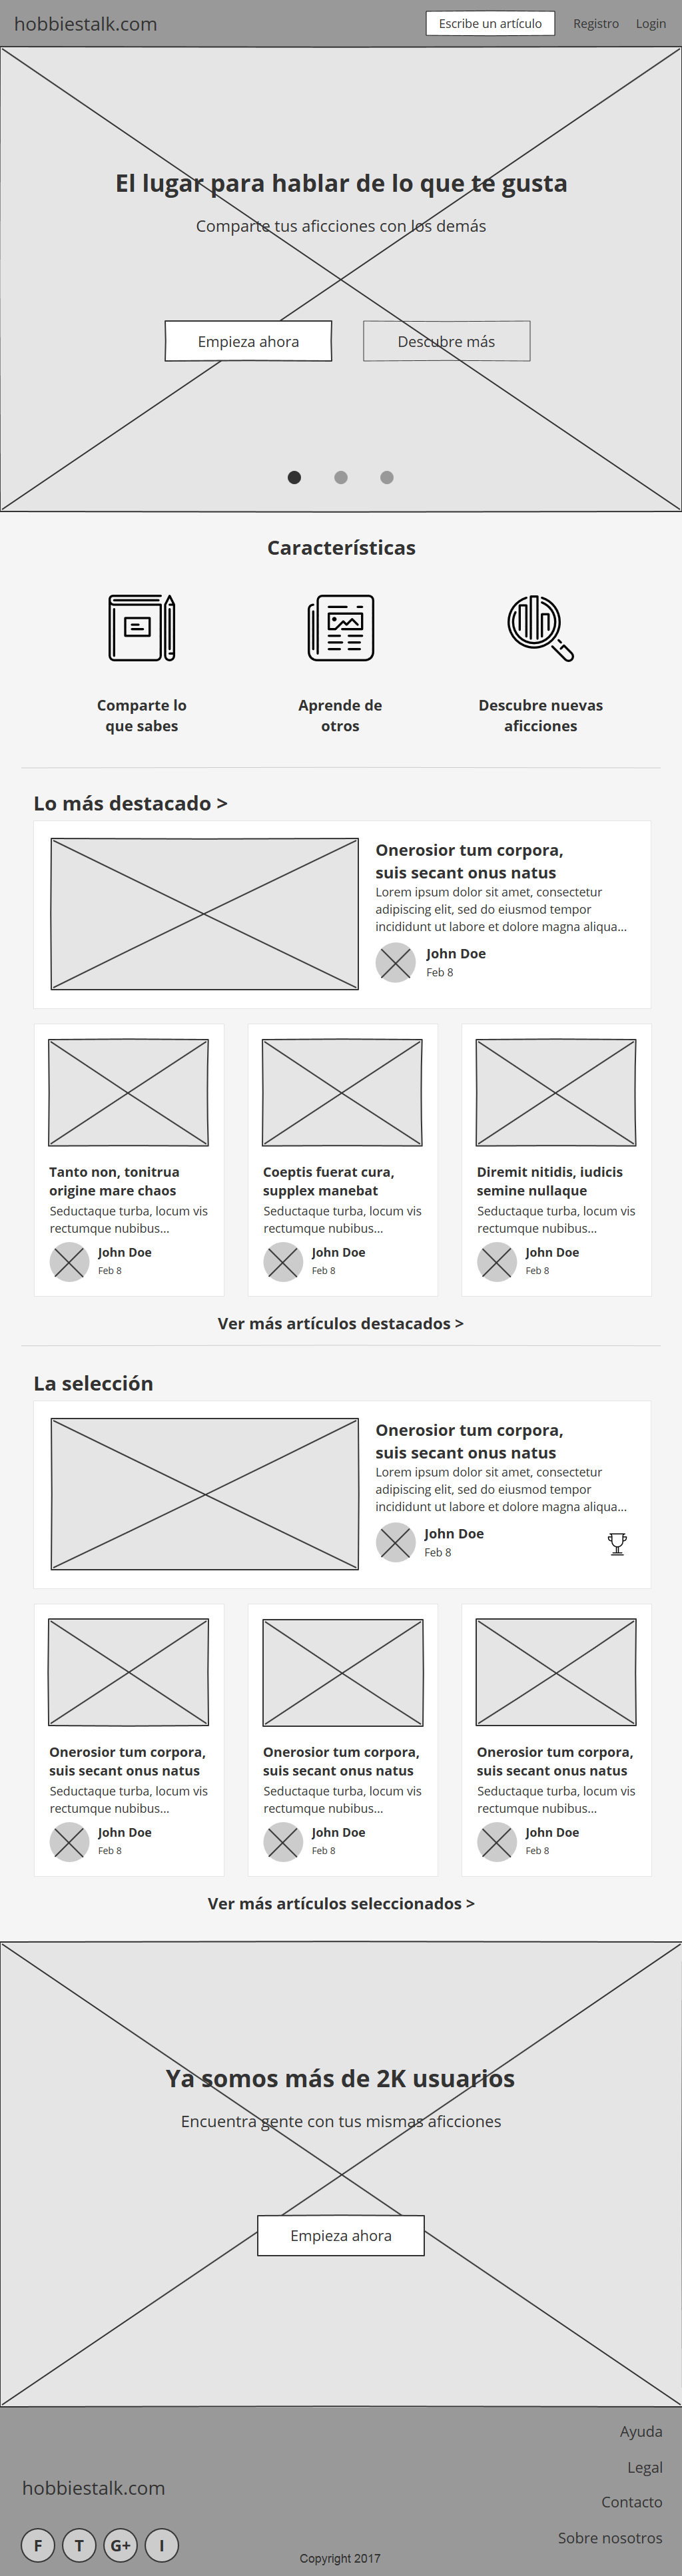 hobbiestalk.com
Escribe un artículo
Registro
Login
El lugar para hablar de lo que te gusta
Comparte tus aficciones con los demás
Empieza ahora
Descubre más
Características
Comparte lo
que sabes
Aprende de
otros
Descubre nuevas
aficciones
Lo más destacado >
Onerosior tum corpora,
suis secant onus natus
Lorem ipsum dolor sit amet, consectetur
adipiscing elit, sed do eiusmod tempor
incididunt ut labore et dolore magna aliqua...
John Doe
Feb 8
Tanto non, tonitrua
origine mare chaos
Seductaque turba, locum vis
rectumque nubibus...
John Doe
Feb 8
Coeptis fuerat cura,
supplex manebat
Seductaque turba, locum vis
rectumque nubibus...
John Doe
Feb 8
Diremit nitidis, iudicis
semine nullaque
Seductaque turba, locum vis
rectumque nubibus...
John Doe
Feb 8
Ver más artículos destacados >
La selección
Onerosior tum corpora,
suis secant onus natus
Lorem ipsum dolor sit amet, consectetur
adipiscing elit, sed do eiusmod tempor
incididunt ut labore et dolore magna aliqua...
John Doe
Feb 8
Onerosior tum corpora,
suis secant onus natus
Seductaque turba, locum vis
rectumque nubibus...
John Doe
Feb 8
Onerosior tum corpora,
suis secant onus natus
Seductaque turba, locum vis
rectumque nubibus...
John Doe
Feb 8
Onerosior tum corpora,
suis secant onus natus
Seductaque turba, locum vis
rectumque nubibus...
John Doe
Feb 8
Ver más artículos seleccionados >
Ya somos más de 2K usuarios
Encuentra gente con tus mismas aficciones
Empieza ahora
Ayuda
Legal
Contacto
Sobre nosotros
hobbiestalk.com
F
T
G+
I
Copyright 2017